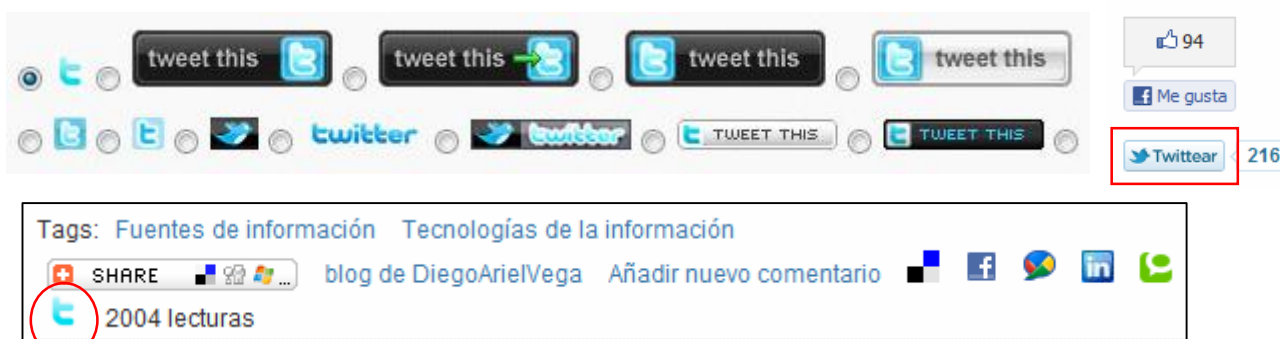 tweet this tweet this tweet this tweet this
twitter twitter TWEET THIS TWEET THIS
94
Me gusta
Twittear 216
Tags: Fuentes de información Tecnologías de la información
SHARE ... blog de DiegoArielVega Añadir nuevo comentario
2004 lecturas